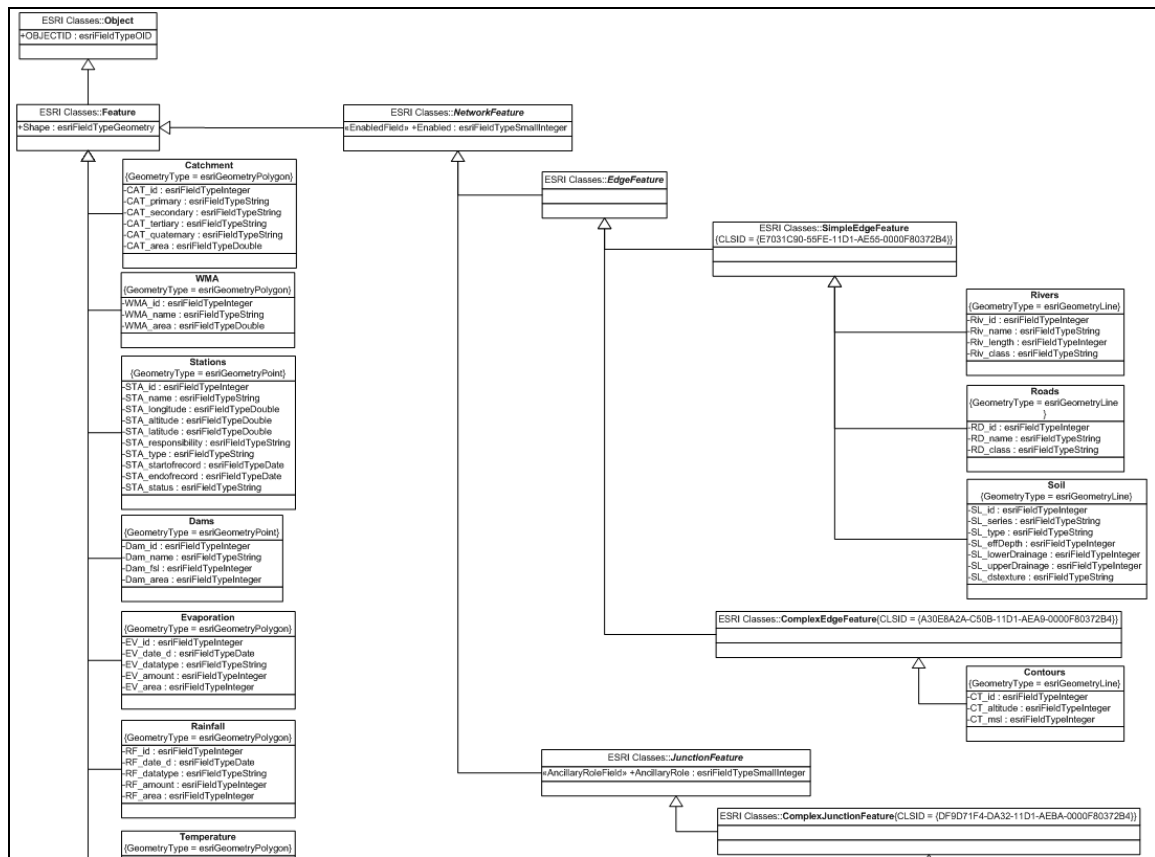 ESRI Classes::Object
+OBJECTID : esriFieldTypeOID
ESRI Classes::Feature
+Shape : esriFieldTypeGeometry
ESRI Classes::NetworkFeature
«EnabledField» +Enabled : esriFieldTypeSmallInteger
Catchment
{GeometryType = esriGeometryPolygon}
-CAT_id : esriFieldTypeInteger
-CAT_primary : esriFieldTypeString
-CAT_secondary : esriFieldTypeString
-CAT_tertiary : esriFieldTypeString
-CAT_quaternary : esriFieldTypeString
-CAT_area : esriFieldTypeDouble
WMA
{GeometryType = esriGeometryPolygon}
-WMA_id : esriFieldTypeInteger
-WMA_name : esriFieldTypeString
-WMA_area : esriFieldTypeDouble
Stations
{GeometryType = esriGeometryPoint}
-STA_id : esriFieldTypeInteger
-STA_name : esriFieldTypeString
-STA_longitude : esriFieldTypeDouble
-STA_altitude : esriFieldTypeDouble
-STA_latitude : esriFieldTypeDouble
-STA_responsibility : esriFieldTypeString
-STA_type : esriFieldTypeString
-STA_startofrecord : esriFieldTypeDate
-STA_endofrecord : esriFieldTypeDate
-STA_status : esriFieldTypeString
Dams
{GeometryType = esriGeometryPoint}
-Dam_id : esriFieldTypeInteger
-Dam_name : esriFieldTypeString
-Dam_fsl : esriFieldTypeInteger
-Dam_area : esriFieldTypeInteger
Evaporation
{GeometryType = esriGeometryPolygon}
-EV_id : esriFieldTypeInteger
-EV_date_d : esriFieldTypeDate
-EV_datatype : esriFieldTypeString
-EV_amount : esriFieldTypeInteger
-EV_area : esriFieldTypeInteger
Rainfall
{GeometryType = esriGeometryPolygon}
-RF_id : esriFieldTypeInteger
-RF_date_d : esriFieldTypeDate
-RF_datatype : esriFieldTypeString
-RF_amount : esriFieldTypeInteger
-RF_area : esriFieldTypeInteger
Temperature
{GeometryType = esriGeometryPolygon}
ESRI Classes::EdgeFeature
ESRI Classes::SimpleEdgeFeature
{CLSID = {E7031C90-55FE-11D1-AE55-0000F80372B4}}
Rivers
{GeometryType = esriGeometryLine}
-Riv_id : esriFieldTypeInteger
-Riv_name : esriFieldTypeString
-Riv_length : esriFieldTypeInteger
-Riv_class : esriFieldTypeString
Roads
{GeometryType = esriGeometryLine
}
-RD_id : esriFieldTypeInteger
-RD_name : esriFieldTypeString
-RD_class : esriFieldTypeString
Soil
{GeometryType = esriGeometryLine}
-SL_id : esriFieldTypeInteger
-SL_series : esriFieldTypeString
-SL_type : esriFieldTypeString
-SL_effDepth : esriFieldTypeInteger
-SL_lowerDrainage : esriFieldTypeInteger
-SL_upperDrainage : esriFieldTypeInteger
-SL_dstexture : esriFieldTypeString
ESRI Classes::ComplexEdgeFeature{CLSID = {A30E8A2A-C50B-11D1-AEA9-0000F80372B4}}
Contours
{GeometryType = esriGeometryLine}
-CT_id : esriFieldTypeInteger
-CT_altitude : esriFieldTypeInteger
-CT_msl : esriFieldTypeInteger
ESRI Classes::JunctionFeature
«AncillaryRoleField» +AncillaryRole : esriFieldTypeSmallInteger
ESRI Classes::ComplexJunctionFeature{CLSID = {DF9D71F4-DA32-11D1-AEBA-0000F80372B4}}